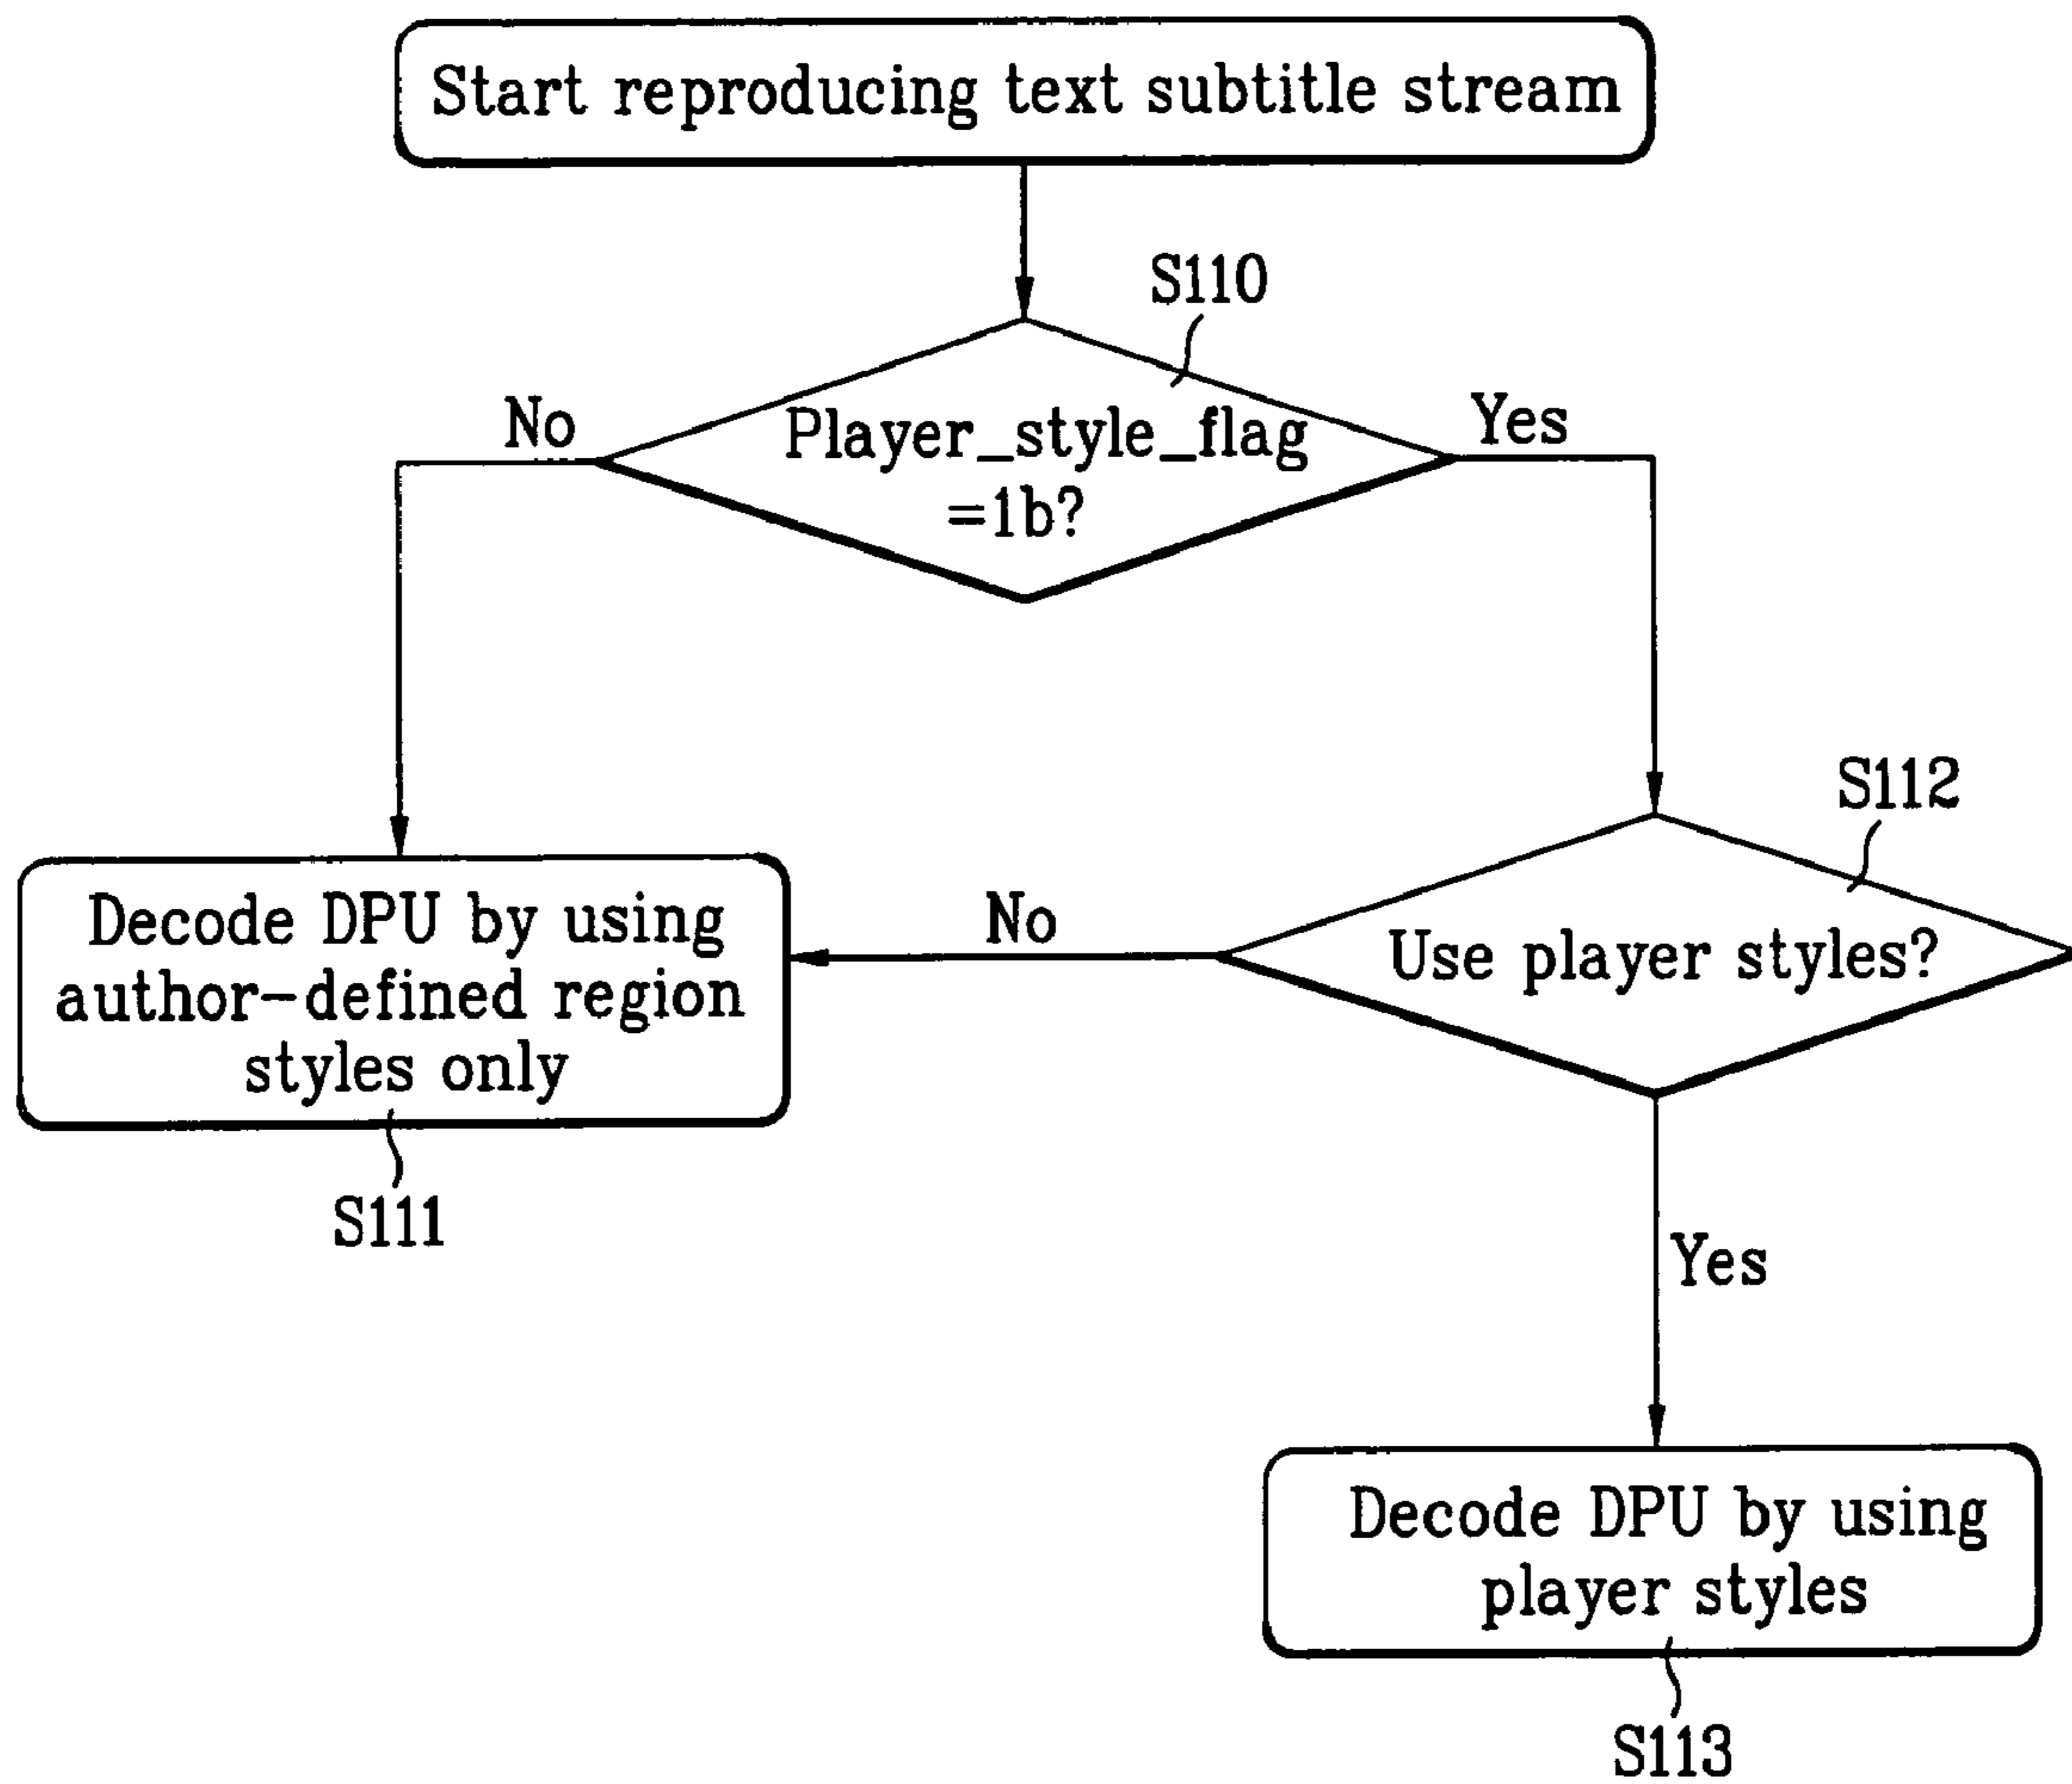 Start reproducing text subtitle stream
S110
No
Yes
Player_style_flag
=1b?
S112
Decode DPU by using
author-defined region
styles only
No
Use player styles?
S111
Yes
Decode DPU by using
player styles
S113